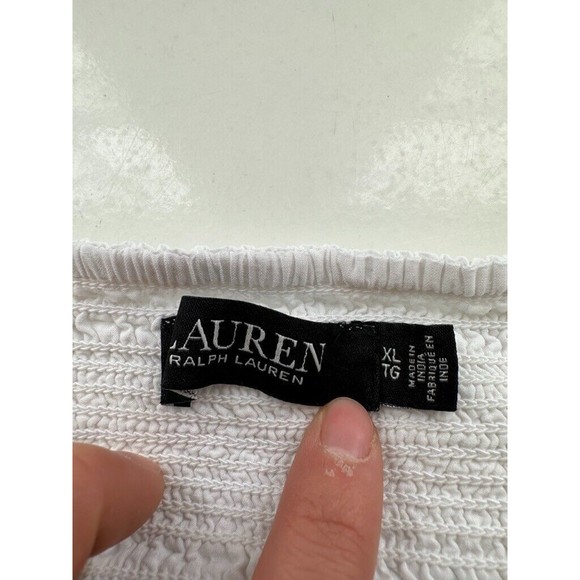 LAUREN
RALPH LAUREN
XL
TG
MADE IN
INDIA
FABRIQUÉ EN
INDE